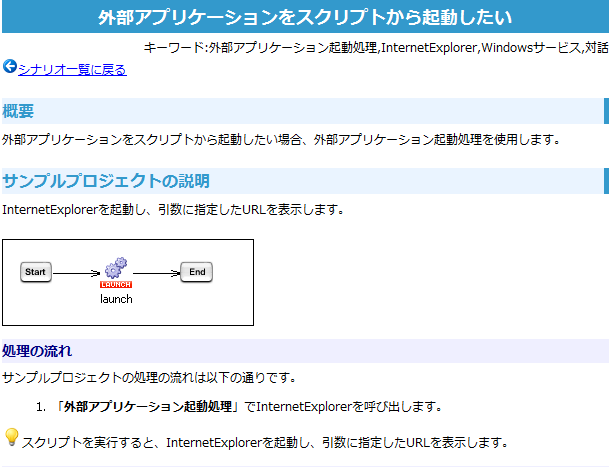 外部アプリケーションをスクリプトから起動したい
キーワード:外部アプリケーション起動処理,InternetExplorer,Windowsサービス,対話
シナリオ一覧に戻る
概要
外部アプリケーションをスクリプトから起動したい場合、外部アプリケーション起動処理を使用します。
サンプルプロジェクトの説明
InternetExplorerを起動し、引数に指定したURLを表示します。
Start
End
LAUNCH
launch
処理の流れ
サンプルプロジェクトの処理の流れは以下の通りです。
1. 「外部アプリケーション起動処理」でInternetExplorerを呼び出します。
スクリプトを実行すると、InternetExplorerを起動し、引数に指定したURLを表示します。